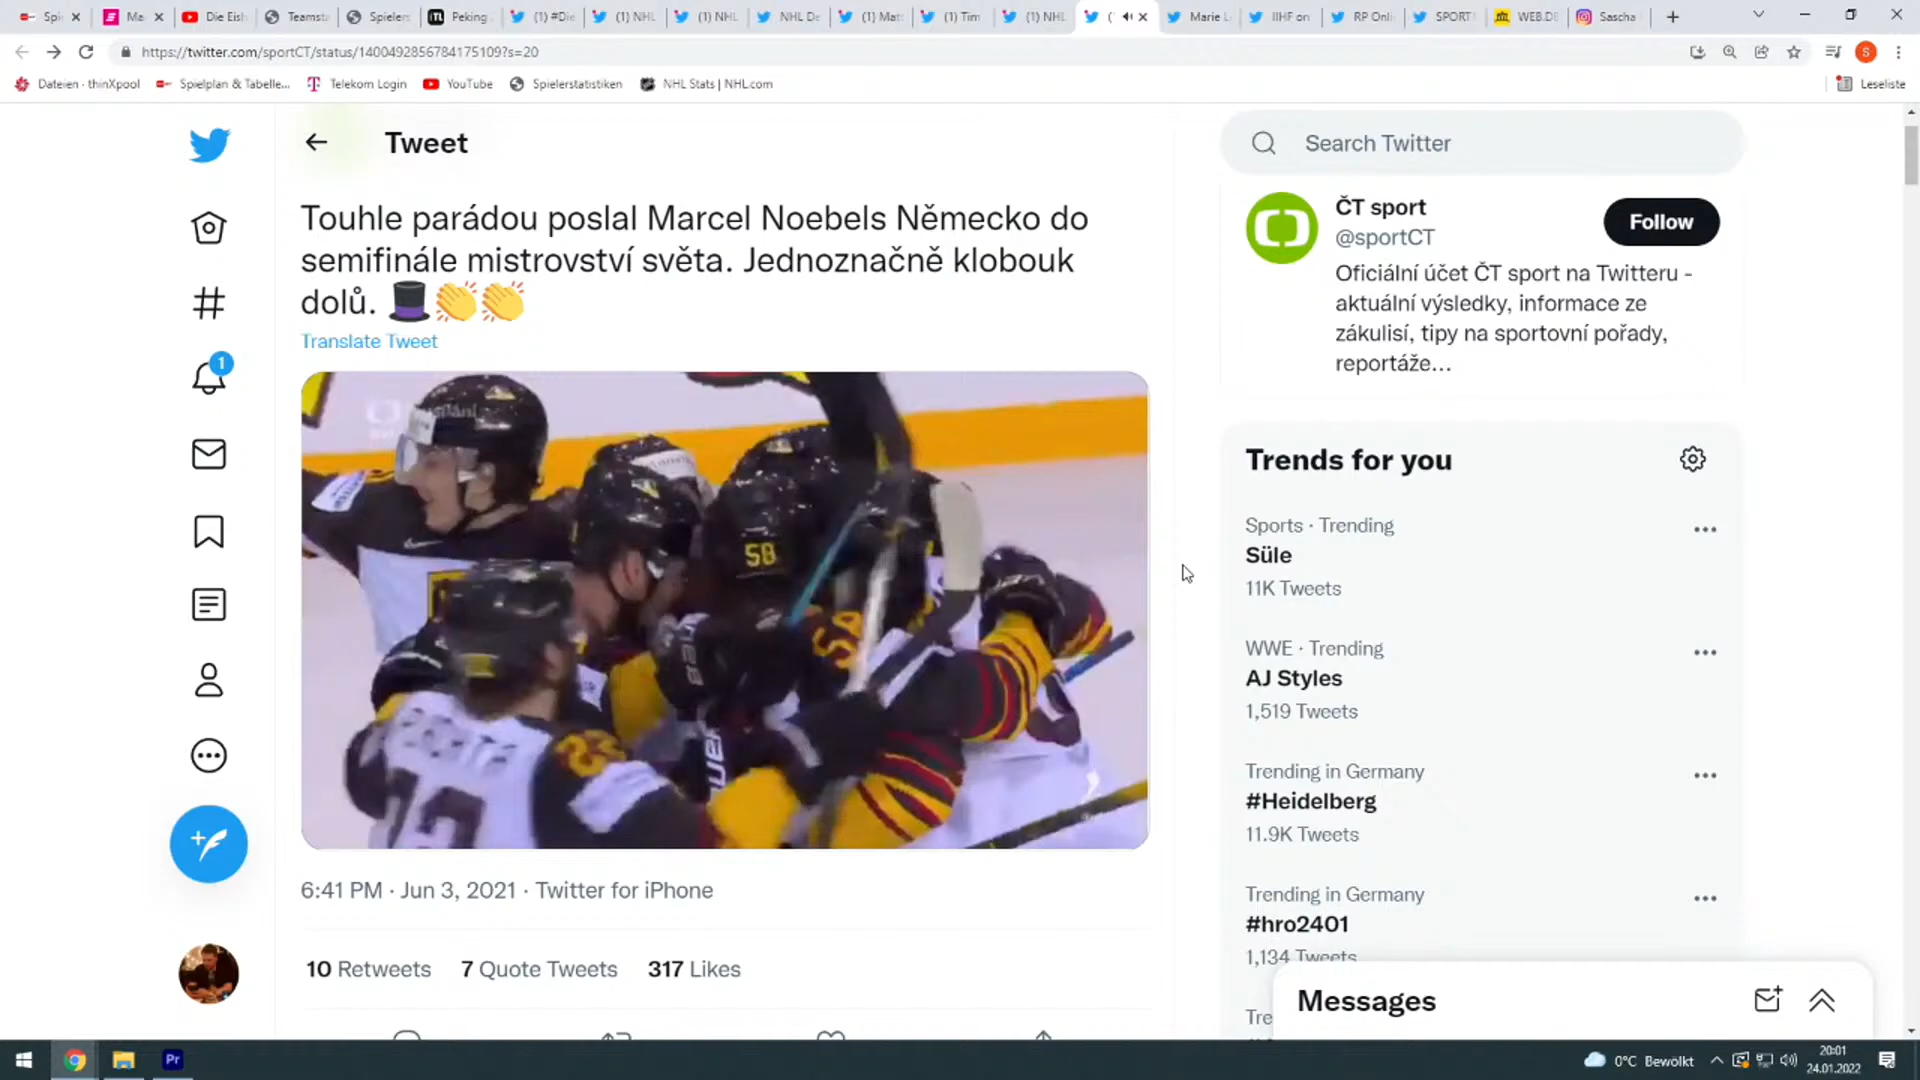 Spi
Ma
Die Eish
Teamsta
Spielers
Peking
(1) #Die
(1) NHL
(1) NHL
NHL De
(1) Mat
(1) Tim
(1) NHL
(
Marie L
IIHF on
RP Onli
SPORT1
WEB.DE
Sascha
https://twitter.com/sportCT/status/1400492856784175109?s=20
S
Dateien · thinXpool
Spielplan & Tabelle...
Telekom Login
YouTube
Spielerstatistiken
NHL Stats | NHL.com
Leseliste
Tweet
Search Twitter
Touhle parádou poslal Marcel Noebels Německo do
semifinále mistrovství světa. Jednoznačně klobouk
dolů. 🎩👏👏
Translate Tweet
ČT sport
@sportCT
Follow
Oficiální účet ČT sport na Twitteru -
aktuální výsledky, informace ze
zákulisí, tipy na sportovní pořady,
reportáže...
1
58
Trends for you
Sports · Trending
Süle
11K Tweets
WWE · Trending
AJ Styles
1,519 Tweets
Trending in Germany
#Heidelberg
11.9K Tweets
Trending in Germany
#hro2401
1,134 Tweets
Tre
6:41 PM · Jun 3, 2021 · Twitter for iPhone
10 Retweets 7 Quote Tweets 317 Likes
Messages
Pr
0°C Bewölkt
20:01
24.01.2022